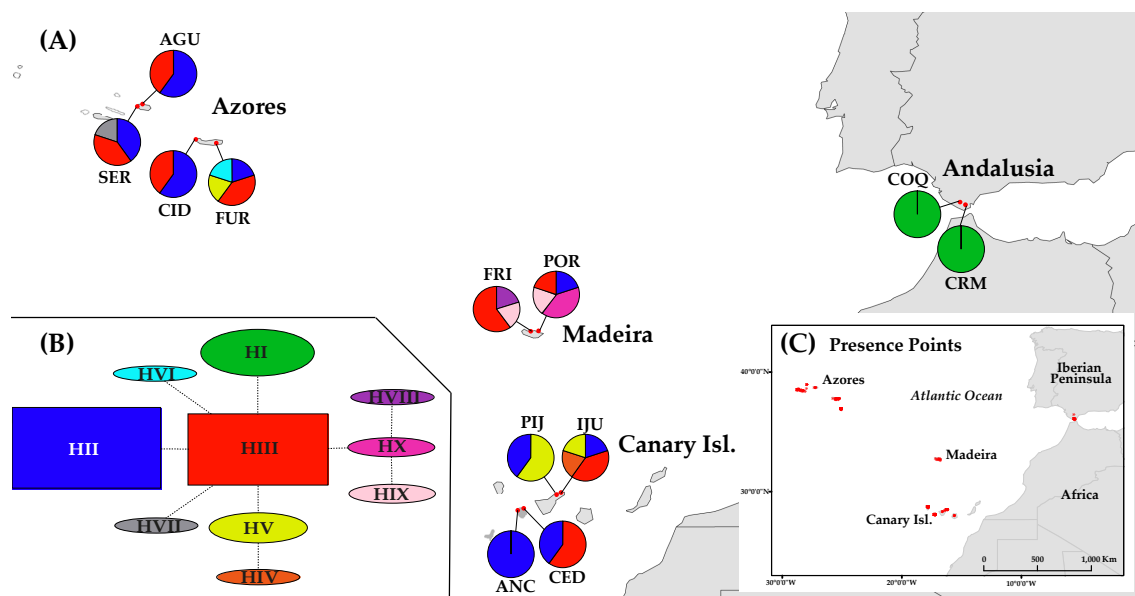 (A)
AGU
Azores
SER
CID
FUR
Andalusia
COQ
CRM
FRI
POR
Madeira
(B)
HI
HVI
HVIII
HII
HIII
HX
HIX
HVII
HV
HIV
PIJ
IJU
Canary Isl.
ANC
CED
(C) Presence Points
40°0'0"N
Azores
Iberian
Peninsula
Atlantic Ocean
Madeira
30°0'0"N
Canary Isl.
Africa
0 500 1,000 Km
30°0'0"W 20°0'0"W 10°0'0"W